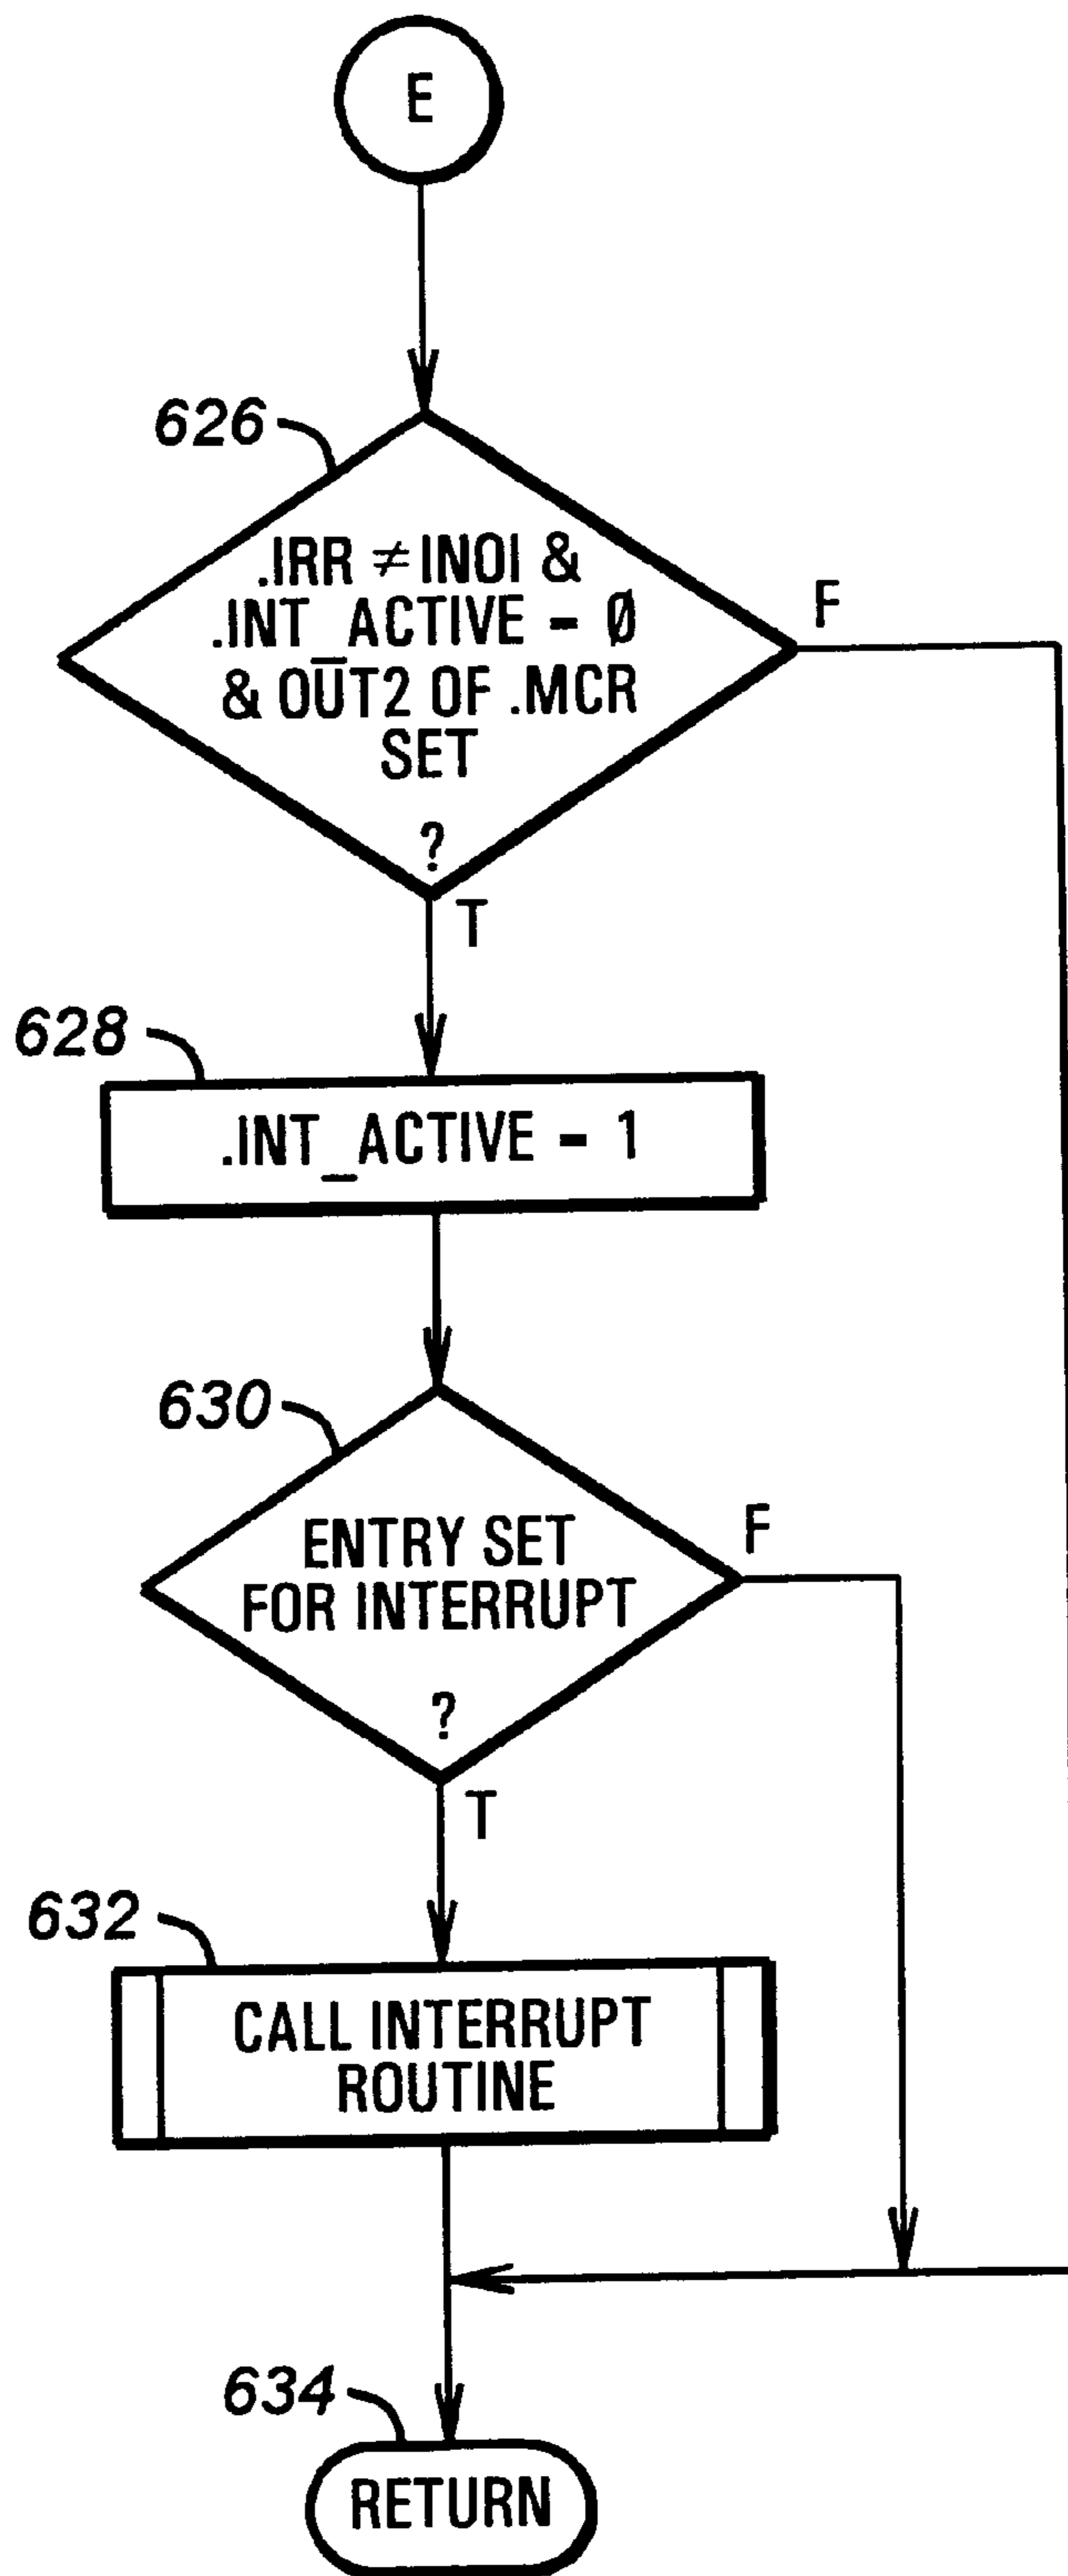 E
626
.IRR ≠ INOI &
.INT_ACTIVE = Ø
& OUT2 OF .MCR
SET
?
F
T
628
.INT_ACTIVE = 1
630
ENTRY SET
FOR INTERRUPT
?
F
T
632
CALL INTERRUPT
ROUTINE
634
RETURN